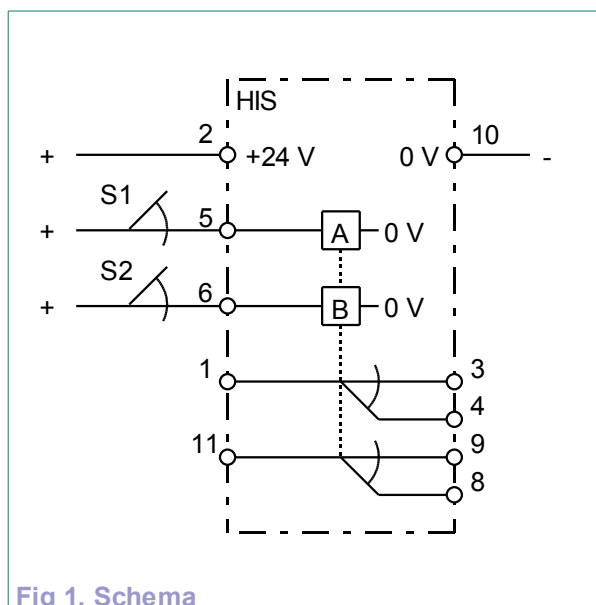 HIS
2 10
+ +24 V 0 V -
S1
5
+ A 0 V
S2
6
+ B 0 V
1 3
4
11 9
8
Fig 1. Schema